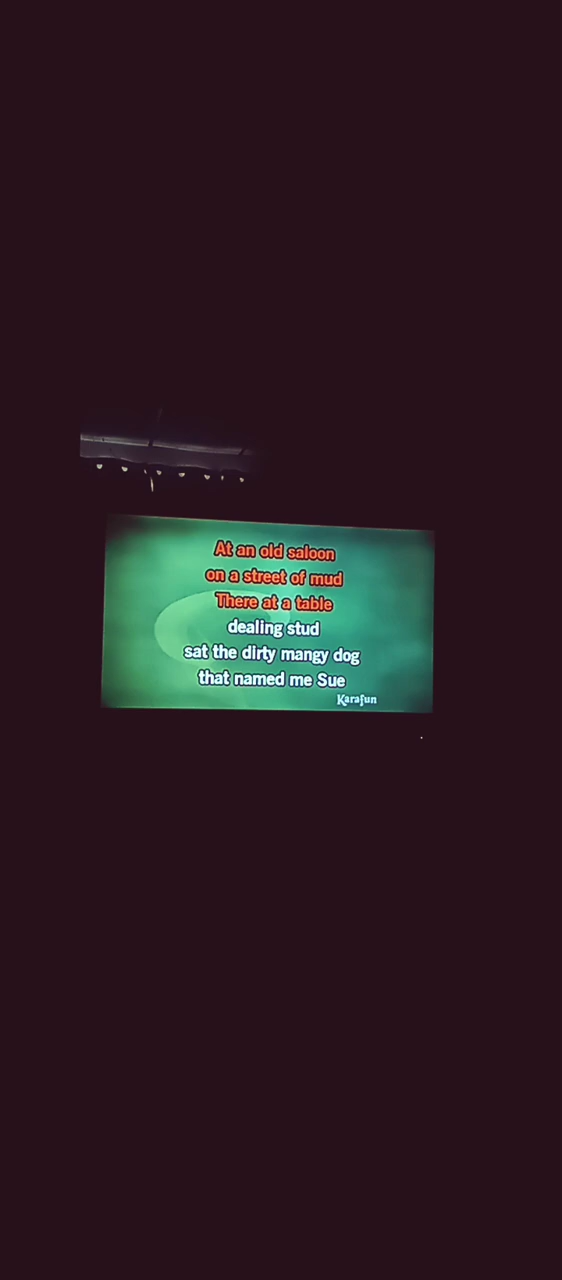 At an old saloon
on a street of mud
There at a table
dealing stud
sat the dirty mangy dog
that named me Sue
Karafun